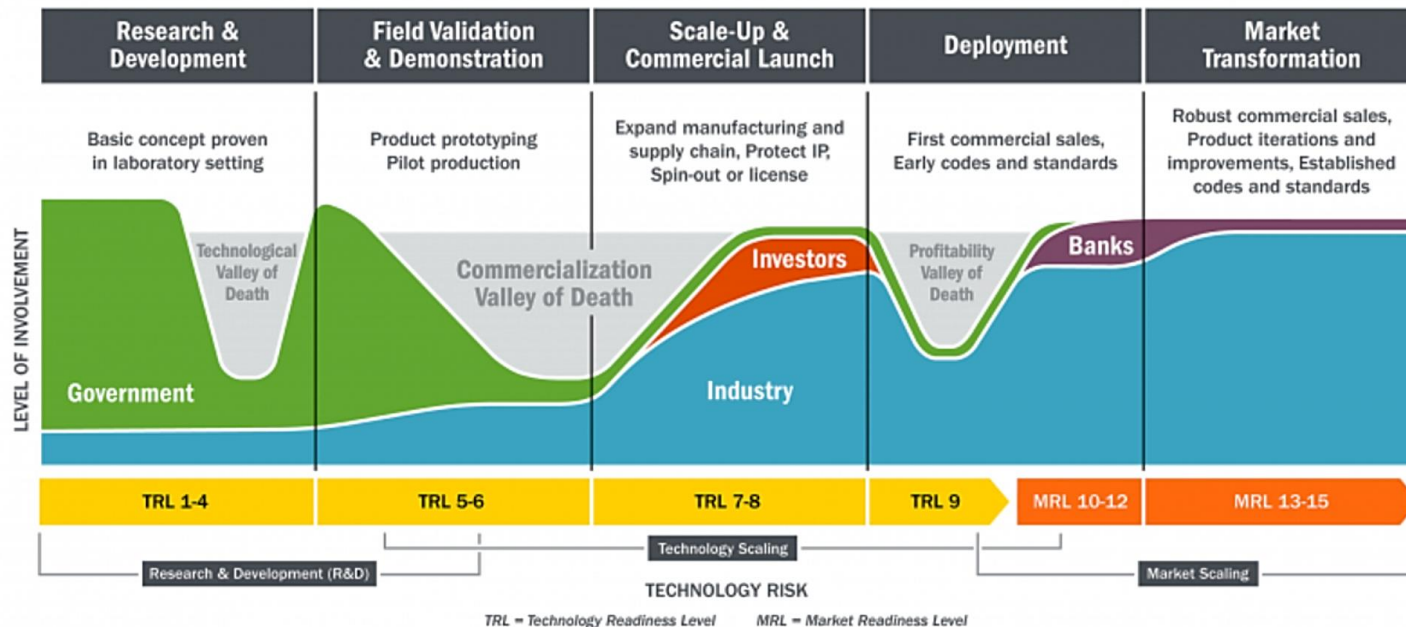 Research &
Development
Field Validation
& Demonstration
Scale-Up &
Commercial Launch
Deployment
Market
Transformation
Basic concept proven
in laboratory setting
Product prototyping
Pilot production
Expand manufacturing and
supply chain, Protect IP,
Spin-out or license
First commercial sales,
Early codes and standards
Robust commercial sales,
Product iterations and
improvements, Established
codes and standards
LEVEL OF INVOLVEMENT
Technological
Valley of
Death
Commercialization
Valley of Death
Investors
Profitability
Valley of
Death
Banks
Government
Industry
TRL 1-4
TRL 5-6
TRL 7-8
TRL 9
MRL 10-12
MRL 13-15
Technology Scaling
Research & Development (R&D)
Market Scaling
TECHNOLOGY RISK
TRL = Technology Readiness Level
MRL = Market Readiness Level